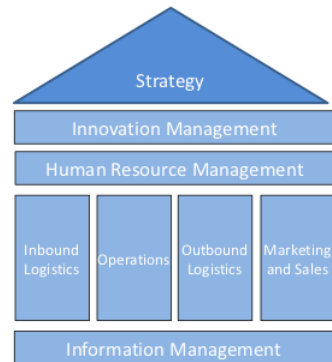 Strategy
Innovation Management
Human Resource Management
Inbound
Logistics
Operations
Outbound
Logistics
Marketing
and Sales
Information Management